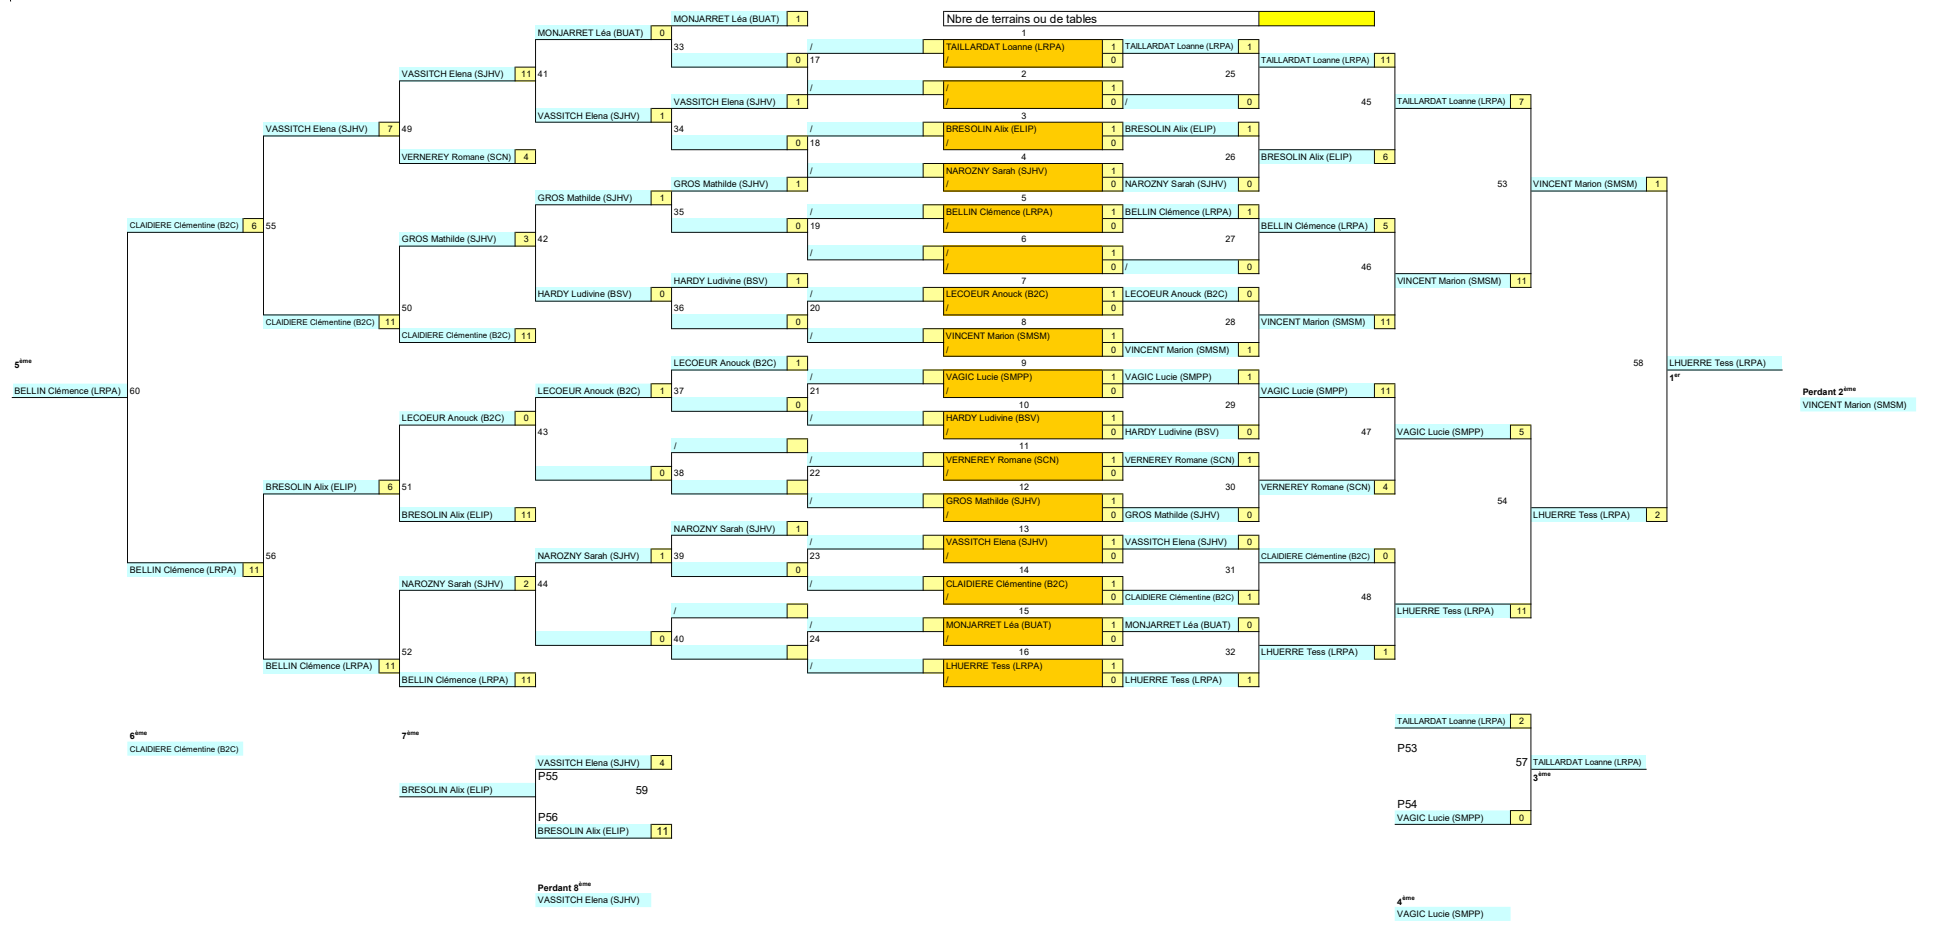 MONJARRET Léa (BUAT) 1 Nbre de terrains ou de tables
MONJARRET Léa (BUAT) 0 1
33 / TAILLARDAT Loanne (LRPA) 1 TAILLARDAT Loanne (LRPA) 1
0 17 / 0 TAILLARDAT Loanne (LRPA) 11
VASSITCH Elena (SJHV) 11 41 2 25
/ / 1
VASSITCH Elena (SJHV) 1 / 0 / 0 45 TAILLARDAT Loanne (LRPA) 7
VASSITCH Elena (SJHV) 1 3
VASSITCH Elena (SJHV) 7 49 34 / BRESOLIN Alix (ELIP) 1 BRESOLIN Alix (ELIP) 1
0 18 / 0
VERNEREY Romane (SCN) 4 4 26 BRESOLIN Alix (ELIP) 6
/ NAROZNY Sarah (SJHV) 1
GROS Mathilde (SJHV) 1 / 0 NAROZNY Sarah (SJHV) 0 53 VINCENT Marion (SMSM) 1
GROS Mathilde (SJHV) 1 5
35 / BELLIN Clémence (LRPA) 1 BELLIN Clémence (LRPA) 1
CLAIDIERE Clémentine (B2C) 6 55 0 19 / 0 BELLIN Clémence (LRPA) 5
GROS Mathilde (SJHV) 3 42 6 27
/ / 1
/ 0 / 0 46
HARDY Ludivine (BSV) 1 7 VINCENT Marion (SMSM) 11
HARDY Ludivine (BSV) 0 / LECOEUR Anouck (B2C) 1 LECOEUR Anouck (B2C) 0
50 36 20 / 0
CLAIDIERE Clémentine (B2C) 11 0 8 28 VINCENT Marion (SMSM) 11
CLAIDIERE Clémentine (B2C) 11 / VINCENT Marion (SMSM) 1
/ 0 VINCENT Marion (SMSM) 1
5ème LECOEUR Anouck (B2C) 1 9 58 LHUERRE Tess (LRPA)
/ VAGIC Lucie (SMPP) 1 VAGIC Lucie (SMPP) 1 1er
BELLIN Clémence (LRPA) 60 LECOEUR Anouck (B2C) 1 37 21 / 0 VAGIC Lucie (SMPP) 11 Perdant 2ème
0 10 29 VINCENT Marion (SMSM)
LECOEUR Anouck (B2C) 0 / HARDY Ludivine (BSV) 1
43 / 0 HARDY Ludivine (BSV) 0 47 VAGIC Lucie (SMPP) 5
/ 11
/ VERNEREY Romane (SCN) 1 VERNEREY Romane (SCN) 1
0 38 22 / 0
BRESOLIN Alix (ELIP) 6 51 12 30 VERNEREY Romane (SCN) 4
/ GROS Mathilde (SJHV) 1 54
BRESOLIN Alix (ELIP) 11 / 0 GROS Mathilde (SJHV) 0 LHUERRE Tess (LRPA) 2
NAROZNY Sarah (SJHV) 1 13
/ VASSITCH Elena (SJHV) 1 VASSITCH Elena (SJHV) 0
56 NAROZNY Sarah (SJHV) 1 39 23 / 0 CLAIDIERE Clémentine (B2C) 0
BELLIN Clémence (LRPA) 11 0 14 31
NAROZNY Sarah (SJHV) 2 44 / CLAIDIERE Clémentine (B2C) 1
/ 0 CLAIDIERE Clémentine (B2C) 1 48
/ 15 LHUERRE Tess (LRPA) 11
/ MONJARRET Léa (BUAT) 1 MONJARRET Léa (BUAT) 0
0 40 24 / 0
52 16 32 LHUERRE Tess (LRPA) 1
BELLIN Clémence (LRPA) 11 / LHUERRE Tess (LRPA) 1
BELLIN Clémence (LRPA) 11 / 0 LHUERRE Tess (LRPA) 1
TAILLARDAT Loanne (LRPA) 2
6ème 7ème
CLAIDIERE Clémentine (B2C) P53
VASSITCH Elena (SJHV) 4 57 TAILLARDAT Loanne (LRPA)
P55 3ème
BRESOLIN Alix (ELIP) 59
P54
P56 VAGIC Lucie (SMPP) 0
BRESOLIN Alix (ELIP) 11
Perdant 8ème
VASSITCH Elena (SJHV) 4ème
VAGIC Lucie (SMPP)